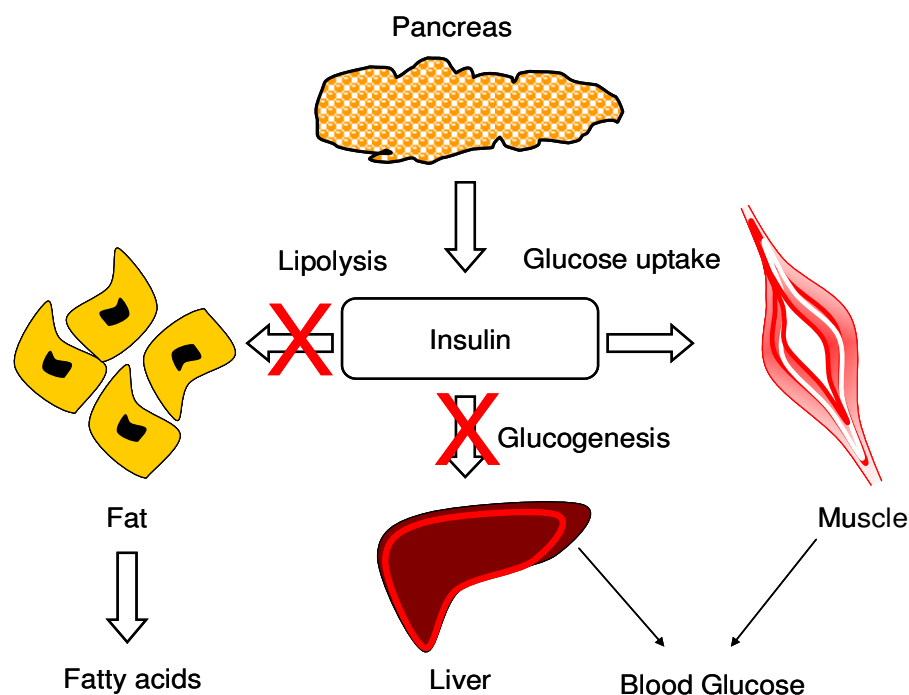 Pancreas
Lipolysis
Glucose uptake
Insulin
Glucogenesis
Fat
Muscle
Fatty acids
Liver
Blood Glucose